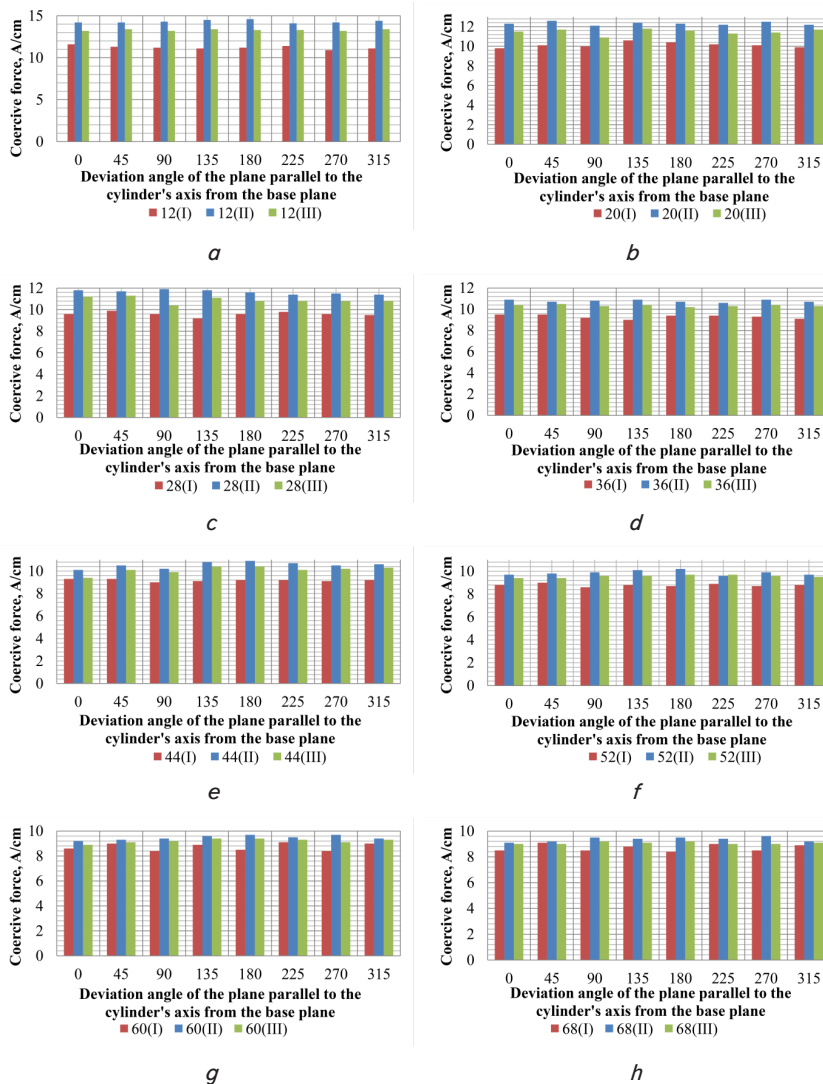 Coercive force, A/cm
15
10
5
0
0 45 90 135 180 225 270 315
Deviation angle of the plane parallel to the
cylinder's axis from the base plane
12(I) 12(II) 12(III)
a
Coercive force, A/cm
12
10
8
6
4
2
0
0 45 90 135 180 225 270 315
Deviation angle of the plane parallel to the
cylinder's axis from the base plane
20(I) 20(II) 20(III)
b
Coercive force, A/cm
12
10
8
6
4
2
0
0 45 90 135 180 225 270 315
Deviation angle of the plane parallel to the
cylinder's axis from the base plane
28(I) 28(II) 28(III)
c
Coercive force, A/cm
12
10
8
6
4
2
0
0 45 90 135 180 225 270 315
Deviation angle of the plane parallel to the
cylinder's axis from the base plane
36(I) 36(II) 36(III)
d
Coercive force, A/cm
10
8
6
4
2
0
0 45 90 135 180 225 270 315
Deviation angle of the plane parallel to the
cylinder's axis from the base plane
44(I) 44(II) 44(III)
e
Coercive force, A/cm
10
8
6
4
2
0
0 45 90 135 180 225 270 315
Deviation angle of the plane parallel to the
cylinder's axis from the base plane
52(I) 52(II) 52(III)
f
Coercive force, A/cm
10
8
6
4
2
0
0 45 90 135 180 225 270 315
Deviation angle of the plane parallel to the
cylinder's axis from the base plane
60(I) 60(II) 60(III)
g
Coercive force, A/cm
10
8
6
4
2
0
0 45 90 135 180 225 270 315
Deviation angle of the plane parallel to the
cylinder's axis from the base plane
68(I) 68(II) 68(III)
h